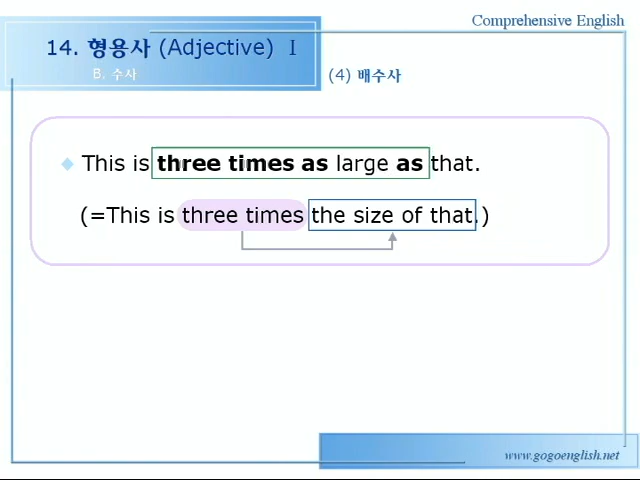 Comprehensive English
14. 형용사 (Adjective) Ⅰ
B. 수사
(4) 배수사
This is three times as large as that.
(=This is three times the size of that.)
www.gogoenglish.net